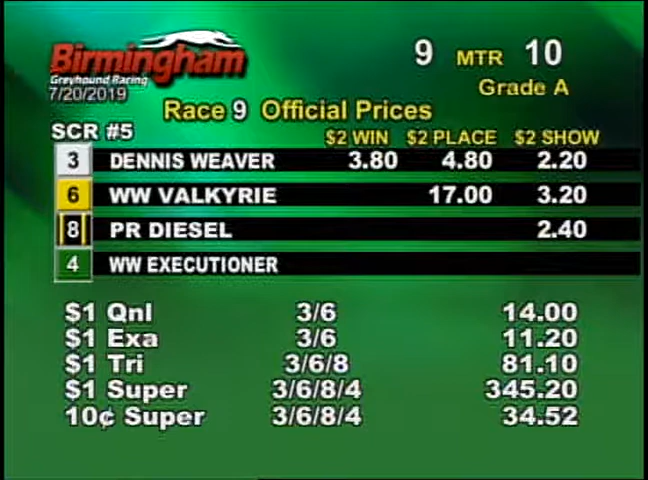 Birmingham
Greyhound Racing
7/20/2019
9 MTR 10
Grade A
Race 9 Official Prices
SCR #5
$2 WIN $2 PLACE $2 SHOW
3 DENNIS WEAVER 3.80 4.80 2.20
6 WW VALKYRIE 17.00 3.20
8 PR DIESEL 2.40
4 WW EXECUTIONER
$1 Qnl 3/6 14.00
$1 Exa 3/6 11.20
$1 Tri 3/6/8 81.10
$1 Super 3/6/8/4 345.20
10¢ Super 3/6/8/4 34.52